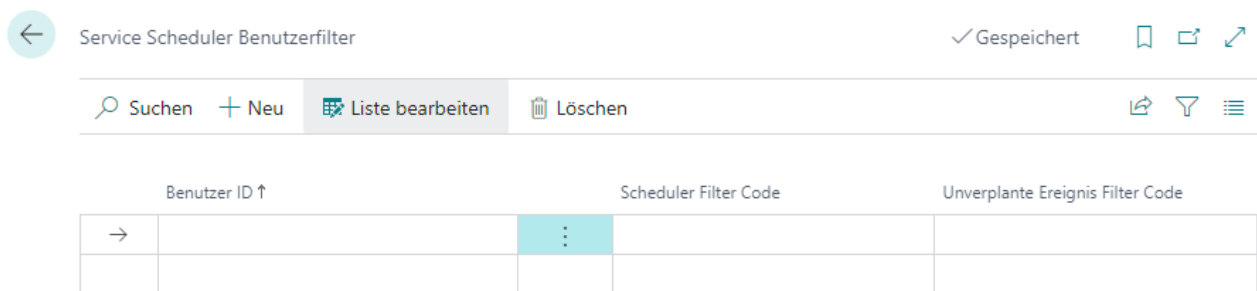 Service Scheduler Benutzerfilter Gespeichert
Suchen Neu Liste bearbeiten Löschen
Benutzer ID Scheduler Filter Code Unverplante Ereignis Filter Code